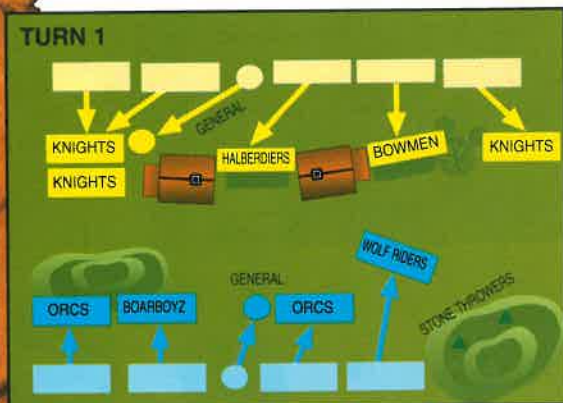 TURN 1
GENERAL
KNIGHTS
HALBERDIERS
BOWMEN
KNIGHTS
KNIGHTS
WOLF RIDERS
GENERAL
STONE THROWERS
ORCS
BOARBOYZ
ORCS